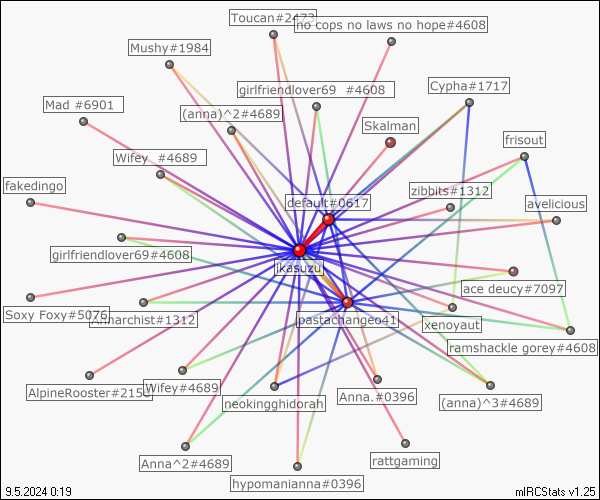 Toucan#2473
no cops no laws no hope#4608
Mushy#1984
girlfriendlover69 #4608
Cypha#1717
Mad #6901
(anna)^2#4689
Skalman
frisout
Wifey #4689
fakedingo
zibbits#1312
default#0617
avelicious
girlfriendlover69#4608
jkasuzu
ace deucy#7097
Soxy Foxy#5076
Annarchist#1312
pastachangeo41
xenoyaut
ramshackle gorey#4608
AlpineRooster#2150
Wifey#4689
neokingghidorah
Anna.#0396
(anna)^3#4689
Anna^2#4689
rattgaming
hypomanianna#0396
9.5.2024 0:19
mIRCStats v1.25